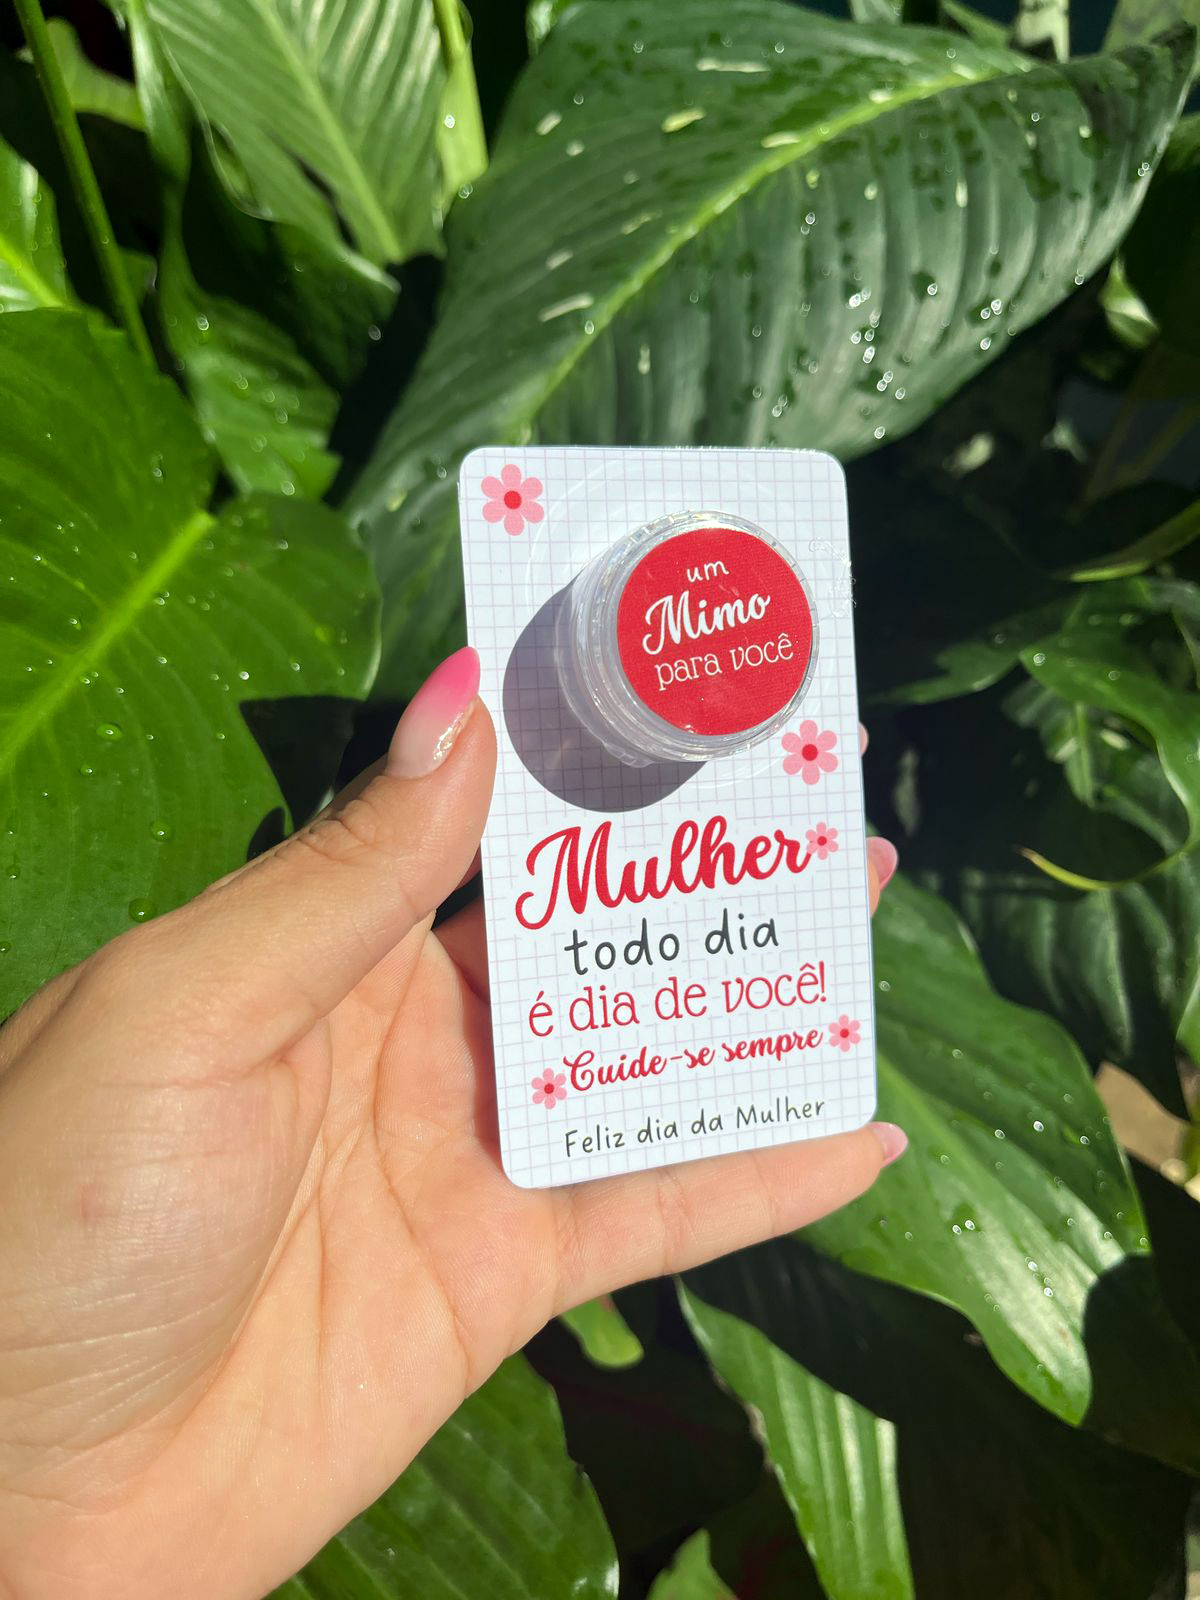 um
Mimo
para você
Mulher
todo dia
é dia de você!
Cuide-se sempre
Feliz dia da Mulher